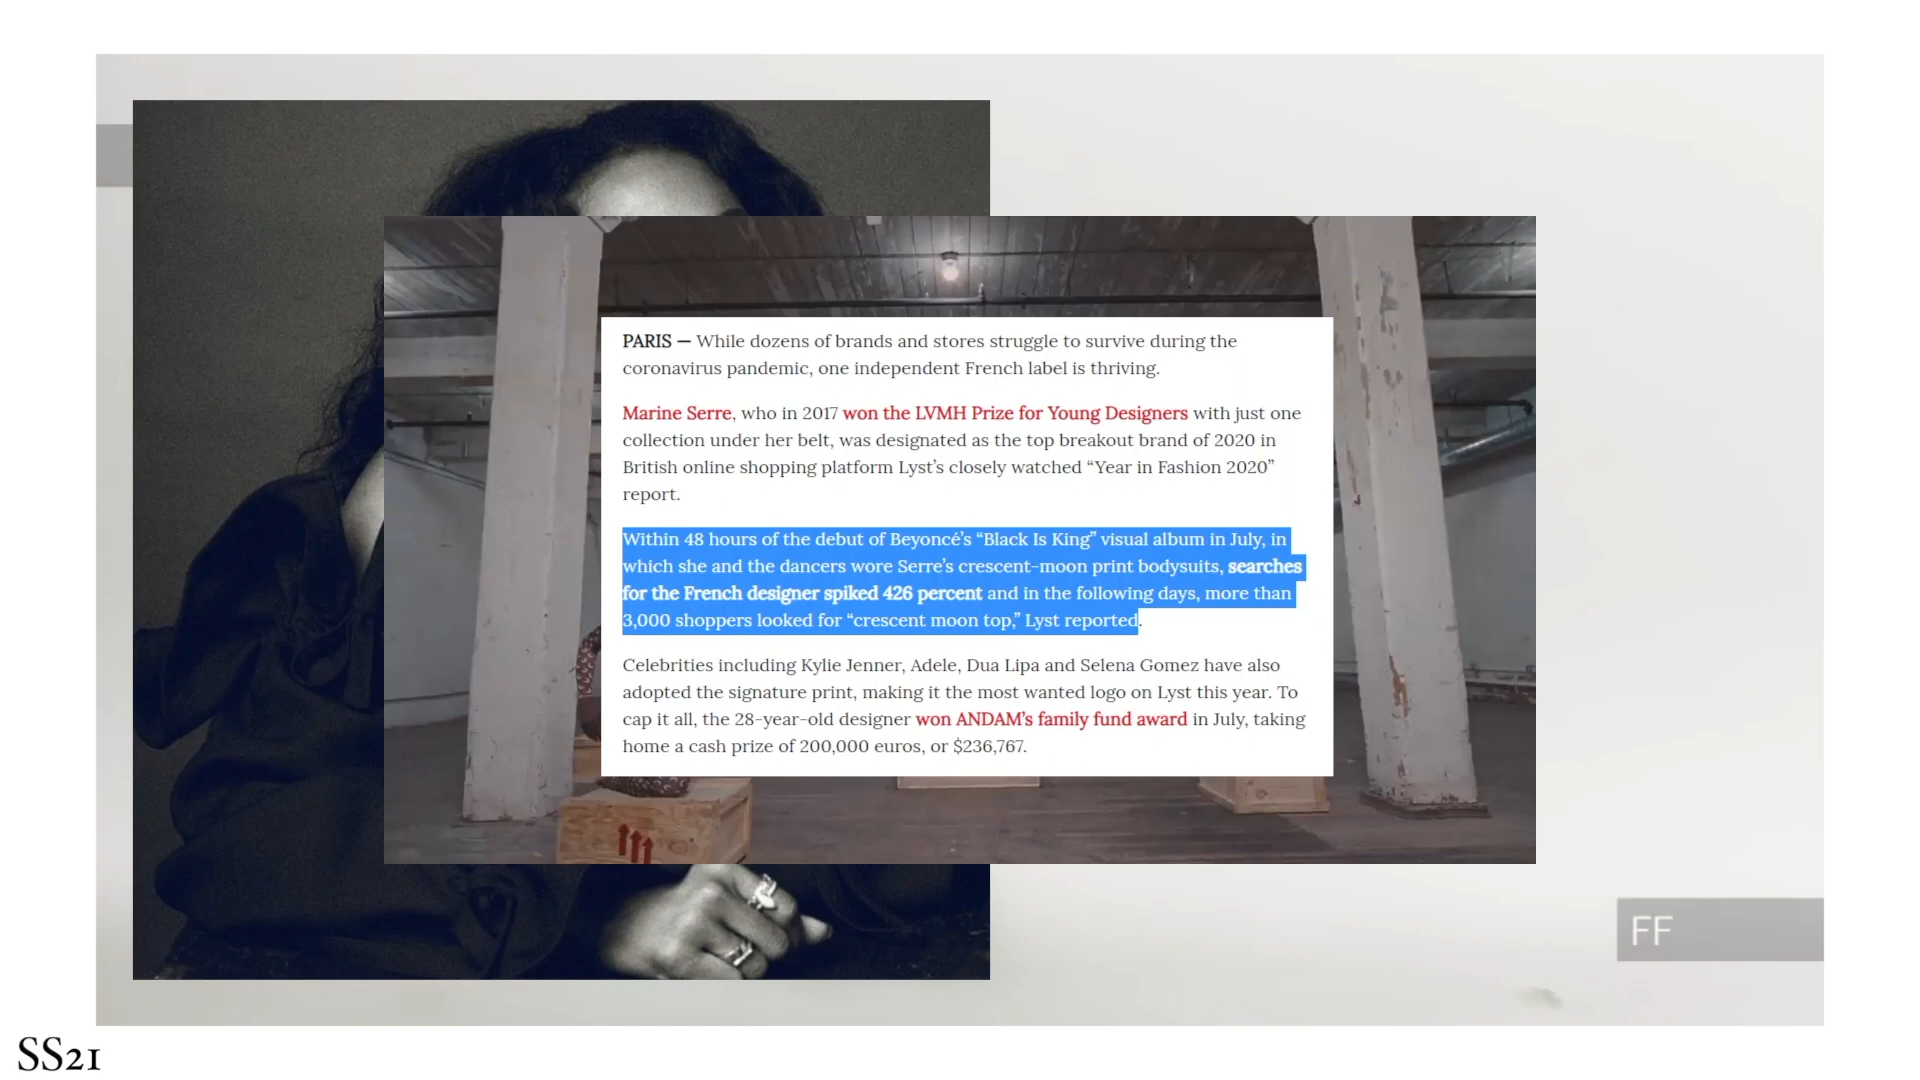 PARIS — While dozens of brands and stores struggle to survive during the
coronavirus pandemic, one independent French label is thriving.
Marine Serre, who in 2017 won the LVMH Prize for Young Designers with just one
collection under her belt, was designated as the top breakout brand of 2020 in
British online shopping platform Lyst’s closely watched “Year in Fashion 2020”
report.
Within 48 hours of the debut of Beyoncé’s “Black Is King” visual album in July, in
which she and the dancers wore Serre’s crescent-moon print bodysuits, searches
for the French designer spiked 426 percent and in the following days, more than
3,000 shoppers looked for “crescent moon top,” Lyst reported.
Celebrities including Kylie Jenner, Adele, Dua Lipa and Selena Gomez have also
adopted the signature print, making it the most wanted logo on Lyst this year. To
cap it all, the 28-year-old designer won ANDAM’s family fund award in July, taking
home a cash prize of 200,000 euros, or $236,767.
FF
SS21